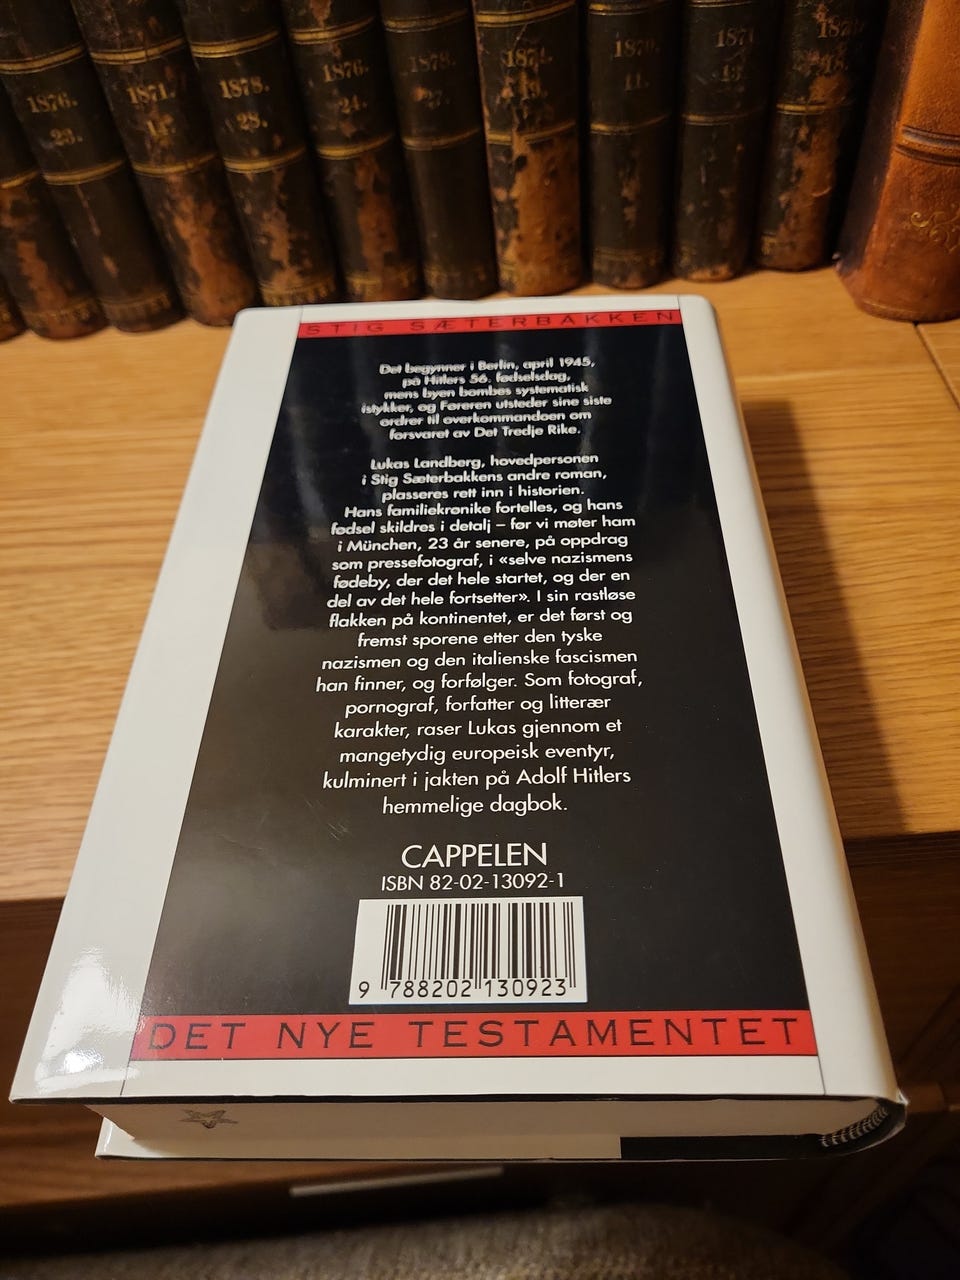 1876.
23.
1871.
14.
1878.
28.
1876.
24.
1878.
27.
1871.
1870.
11.
1871
13.
STIG SÆTERBAKKEN
Det begynner i Berlin, april 1945,
på Hitlers 56. fødselsdag,
mens byen bombes systematisk
istykker, og Føreren utsteder sine siste
ordrer til overkommandoen om
forsvaret av Det Tredje Rike.
Lukas Landberg, hovedpersonen
i Stig Sæterbakkens andre roman,
plasseres rett inn i historien.
Hans familiekrønike fortelles, og hans
fødsel skildres i detalj – før vi møter ham
i München, 23 år senere, på oppdrag
som pressefotograf, i «selve nazismens
fødeby, der det hele startet, og der en
del av det hele fortsetter». I sin rastløse
flakken på kontinentet, er det først og
fremst sporene etter den tyske
nazismen og den italienske fascismen
han finner, og forfølger. Som fotograf,
pornograf, forfatter og litterær
karakter, raser Lukas gjennom et
mangetydig europeisk eventyr,
kulminert i jakten på Adolf Hitlers
hemmelige dagbok.
CAPPELEN
ISBN 82-02-13092-1
9 788202 130923
DET NYE TESTAMENTET